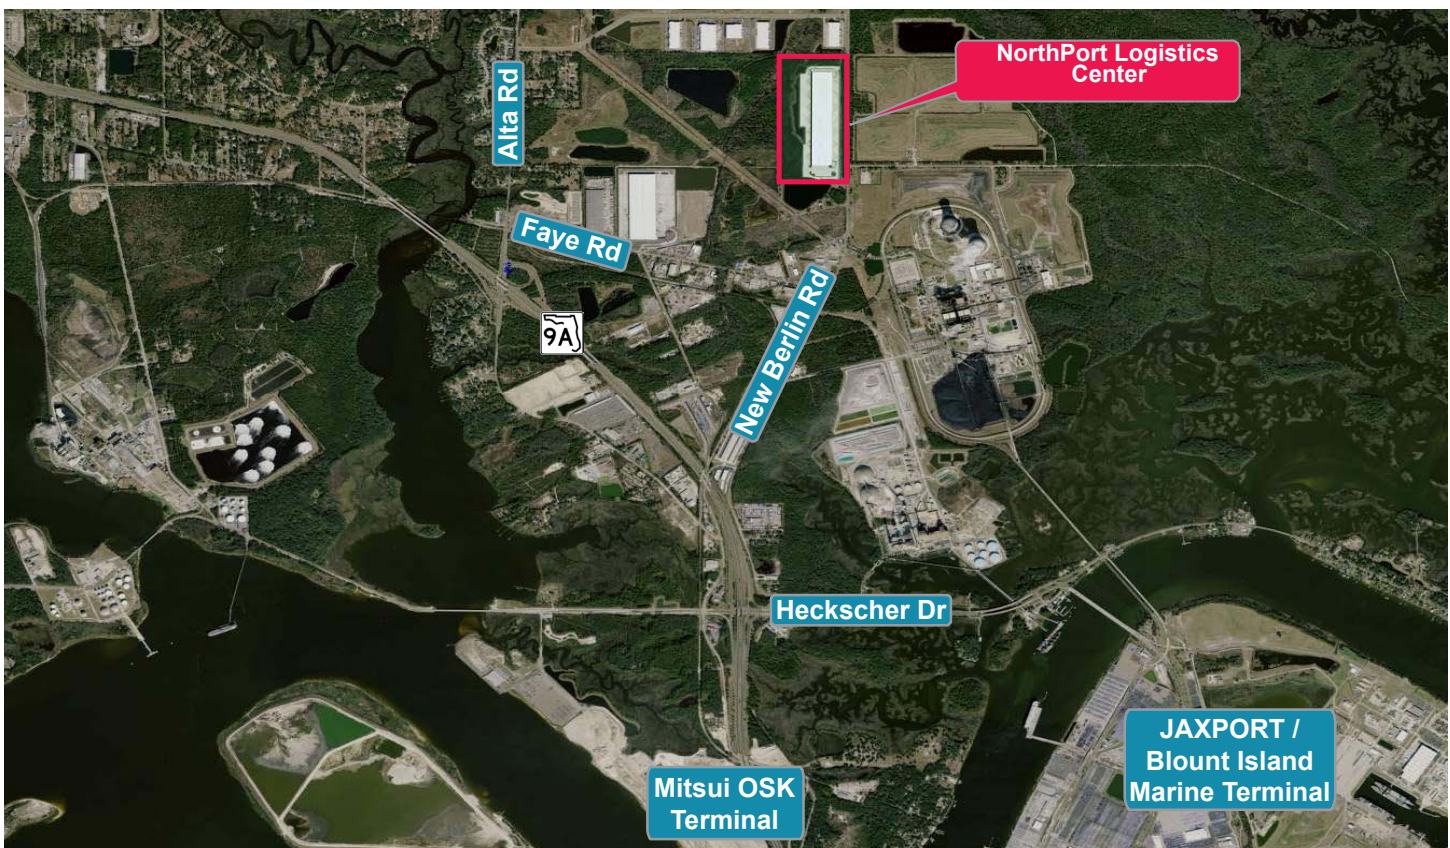 NorthPort Logistics
Center
Alta Rd
Faye Rd
9A
New Berlin Rd
Heckscher Dr
JAXPORT /
Blount Island
Marine Terminal
Mitsui OSK
Terminal